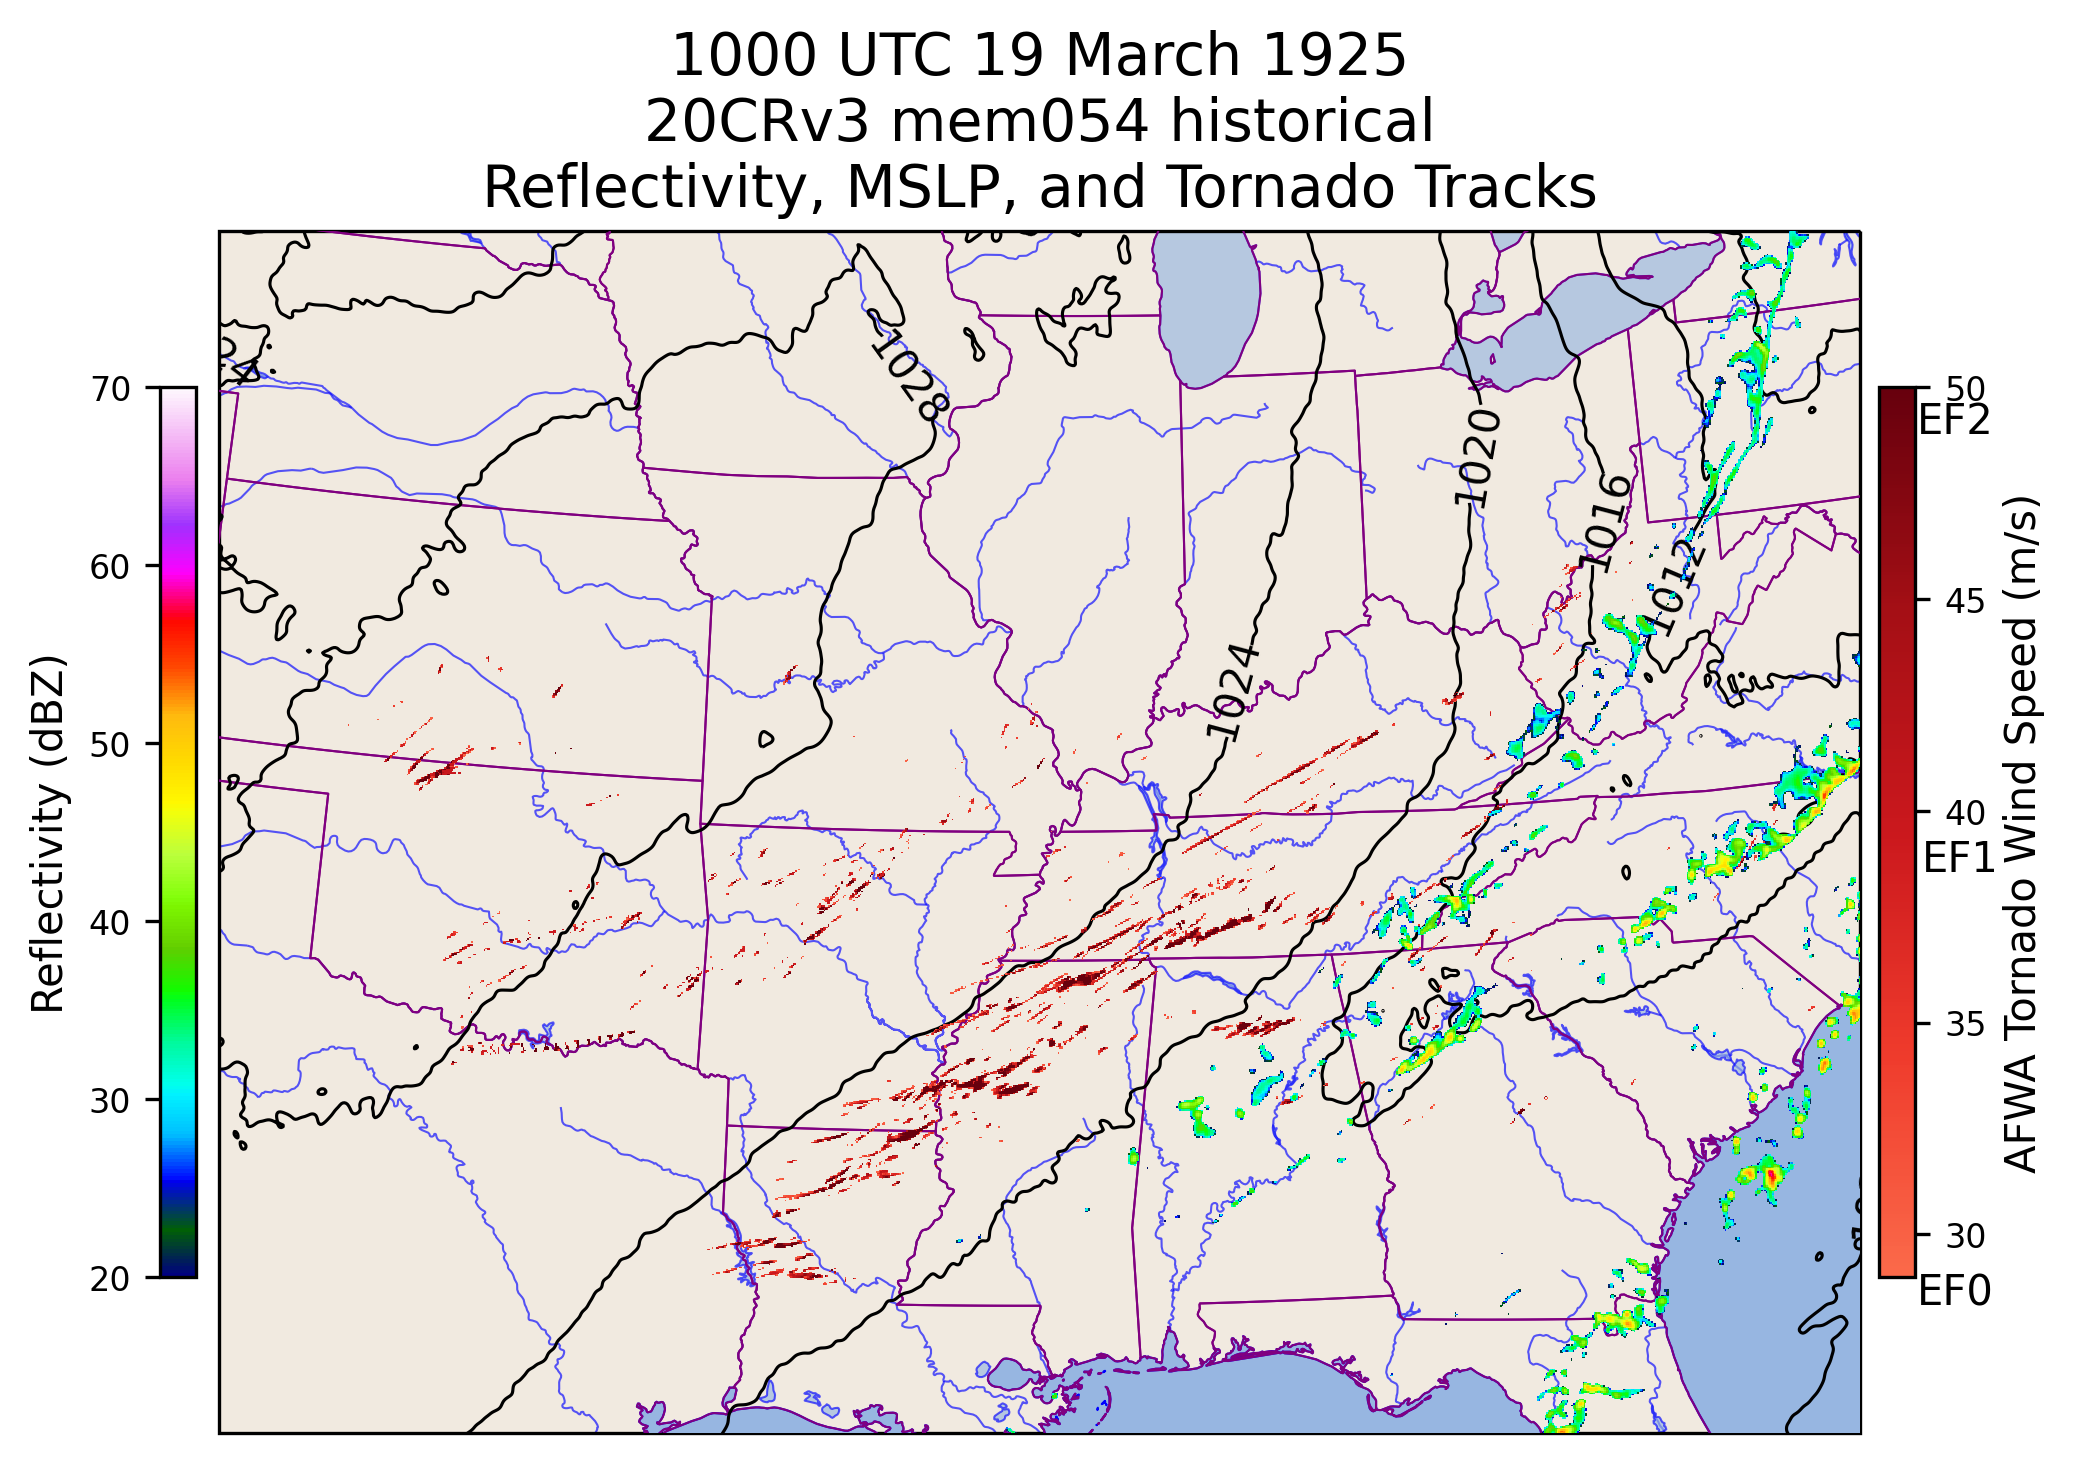 1000 UTC 19 March 1925
20CRv3 mem054 historical
Reflectivity, MSLP, and Tornado Tracks
70
60
50
40
30
20
Reflectivity (dBZ)
1028
1020
1016
1012
1024
50
EF2
45
40
EF1
35
30
EF0
AFWA Tornado Wind Speed (m/s)